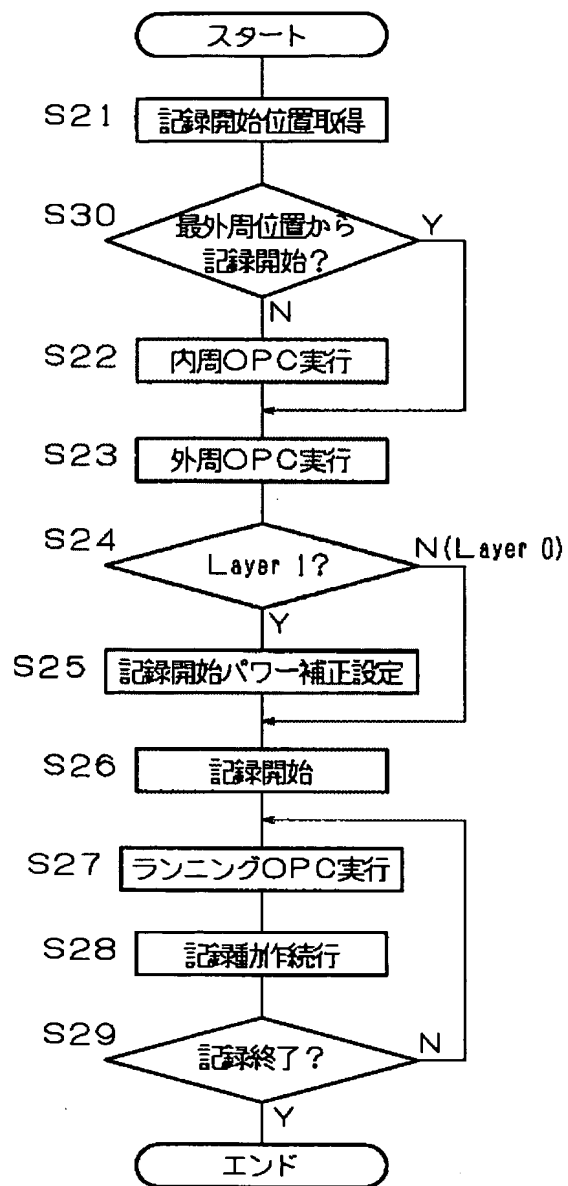 スタート
S21
記録開始位置取得
S30
最外周位置から
記録開始?
Y
N
S22
内周OPC実行
S23
外周OPC実行
S24
Layer 1?
N(Layer 0)
Y
S25
記録開始パワー補正設定
S26
記録開始
S27
ランニングOPC実行
S28
記録動作続行
S29
記録終了?
N
Y
エンド